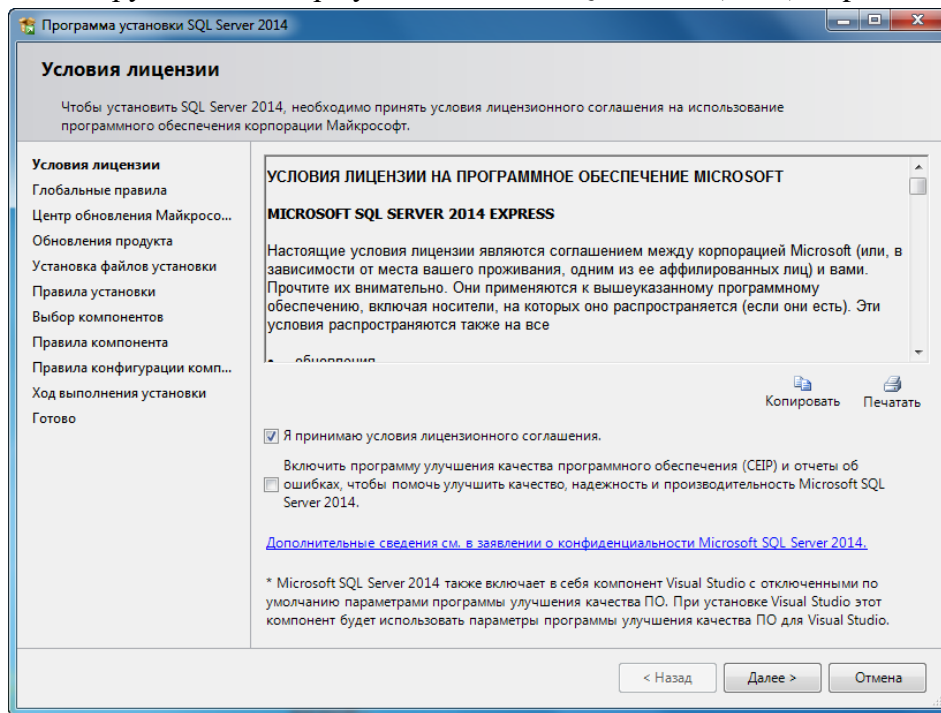 Программа установки SQL Server 2014
Условия лицензии
Чтобы установить SQL Server 2014, необходимо принять условия лицензионного соглашения на использование
программного обеспечения корпорации Майкрософт.
Условия лицензии
Глобальные правила
Центр обновления Майкросо...
Обновления продукта
Установка файлов установки
Правила установки
Выбор компонентов
Правила компонента
Правила конфигурации комп...
Ход выполнения установки
Готово
УСЛОВИЯ ЛИЦЕНЗИИ НА ПРОГРАММНОЕ ОБЕСПЕЧЕНИЕ MICROSOFT
MICROSOFT SQL SERVER 2014 EXPRESS
Настоящие условия лицензии являются соглашением между корпорацией Microsoft (или, в
зависимости от места вашего проживания, одним из ее аффилированных лиц) и вами.
Прочтите их внимательно. Они применяются к вышеуказанному программному
обеспечению, включая носители, на которых оно распространяется (если они есть). Эти
условия распространяются также на все
• обновления
Копировать Печатать
Я принимаю условия лицензионного соглашения.
Включить программу улучшения качества программного обеспечения (CEIP) и отчеты об
ошибках, чтобы помочь улучшить качество, надежность и производительность Microsoft SQL
Server 2014.
Дополнительные сведения см. в заявлении о конфиденциальности Microsoft SQL Server 2014.
* Microsoft SQL Server 2014 также включает в себя компонент Visual Studio с отключенными по
умолчанию параметрами программы улучшения качества ПО. При установке Visual Studio этот
компонент будет использовать параметры программы улучшения качества ПО для Visual Studio.
< Назад Далее > Отмена